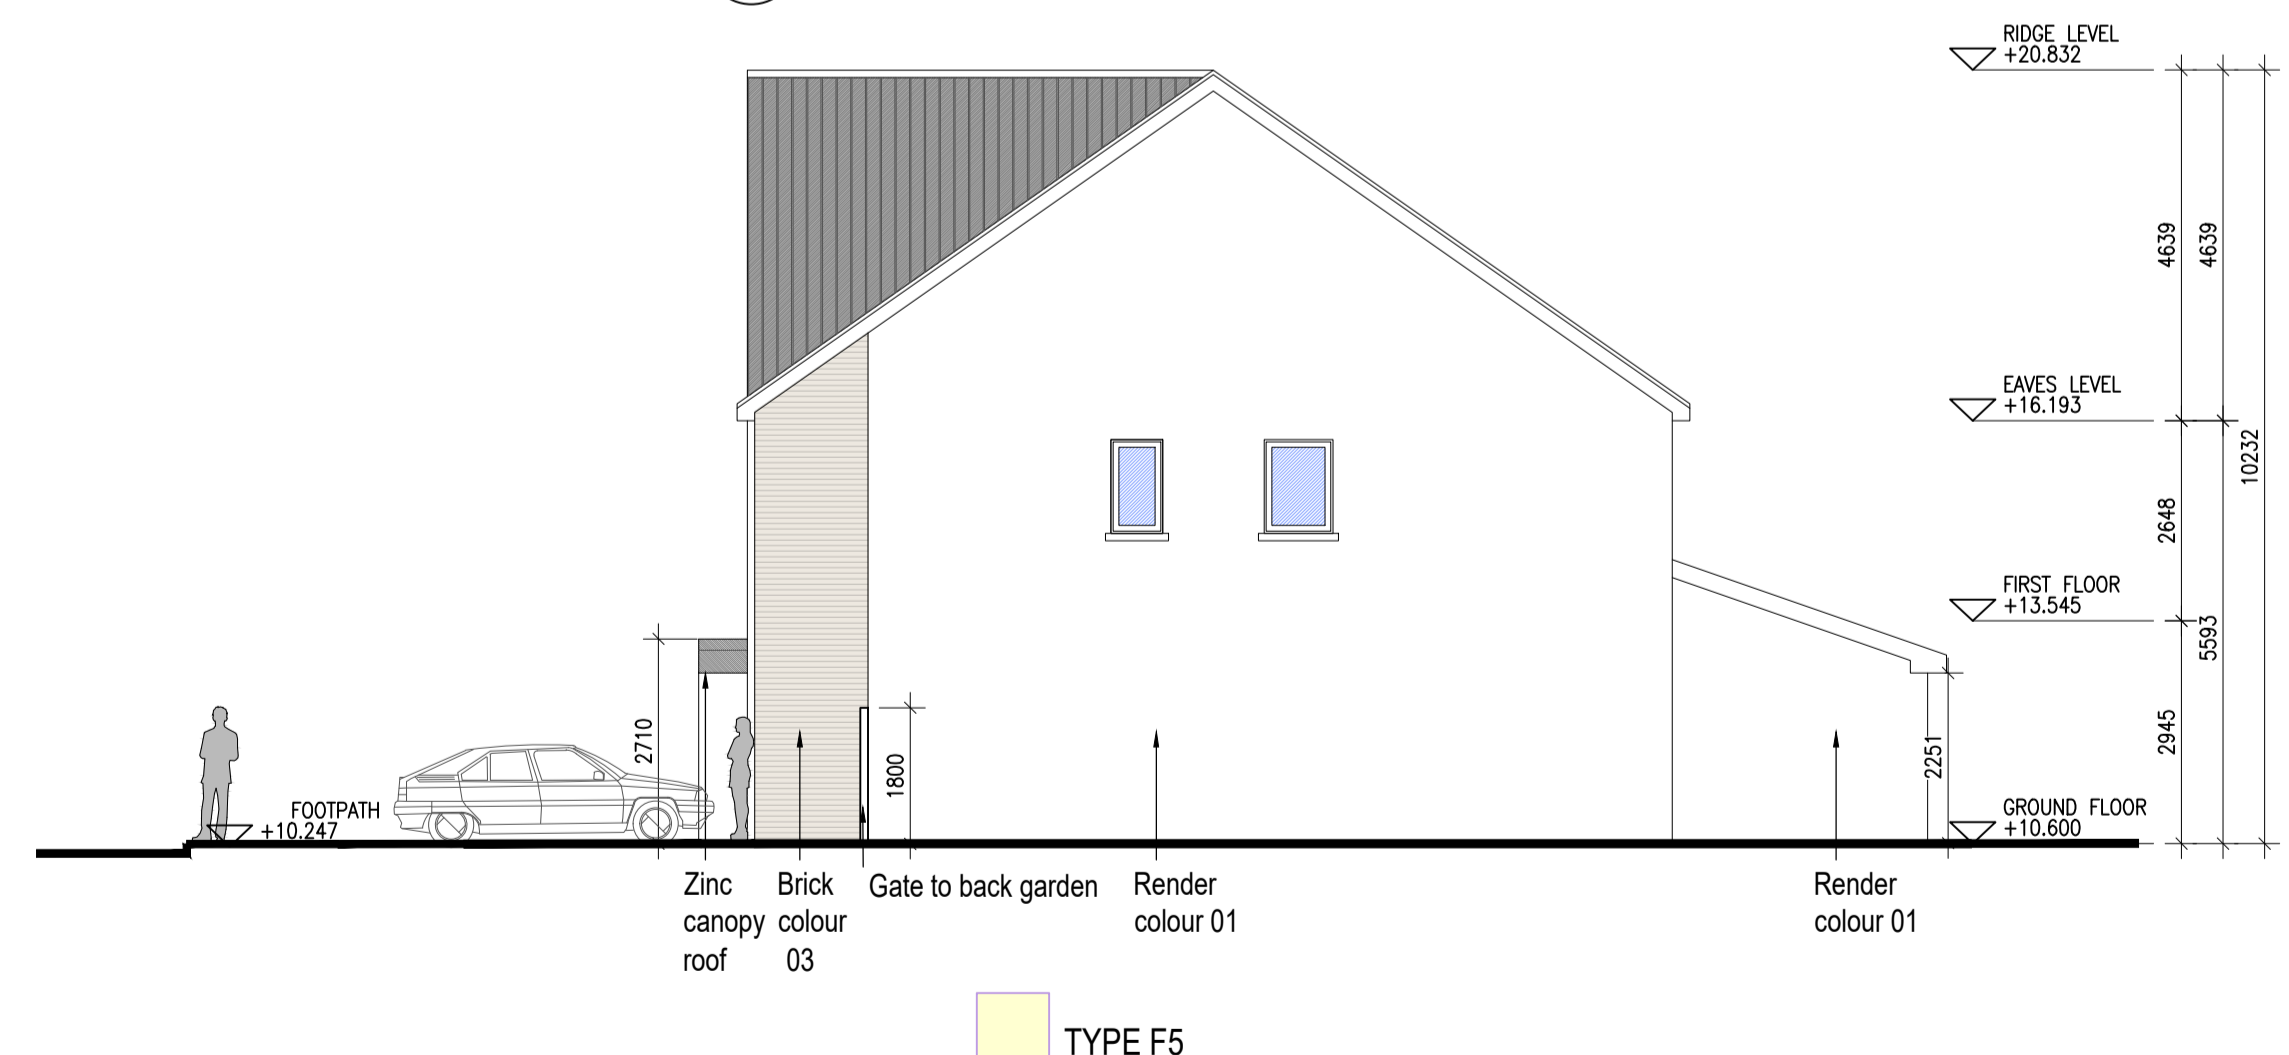 RIDGE LEVEL
+20.832
4639
4639
EAVES LEVEL
+16.193
10232
2648
FIRST FLOOR
+13.545
5593
2710
1800
2251
2945
FOOTPATH
+10.247
GROUND FLOOR
+10.600
Zinc
canopy
roof
Brick
colour
03
Gate to back garden
Render
colour 01
Render
colour 01
TYPE F5